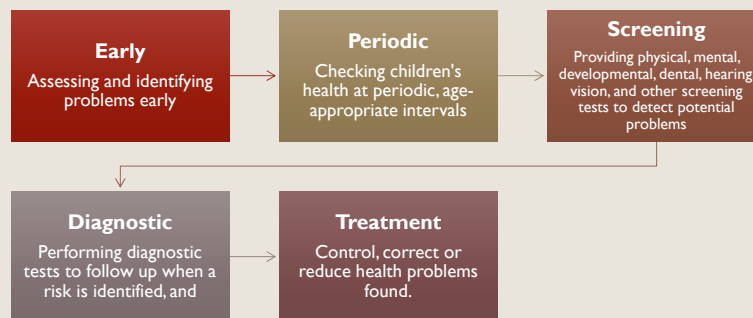 Early
Assessing and identifying
problems early
Periodic
Checking children's
health at periodic, age-
appropriate intervals
Screening
Providing physical, mental,
developmental, dental, hearing,
vision, and other screening
tests to detect potential
problems
Diagnostic
Performing diagnostic
tests to follow up when a
risk is identified, and
Treatment
Control, correct or
reduce health problems
found.